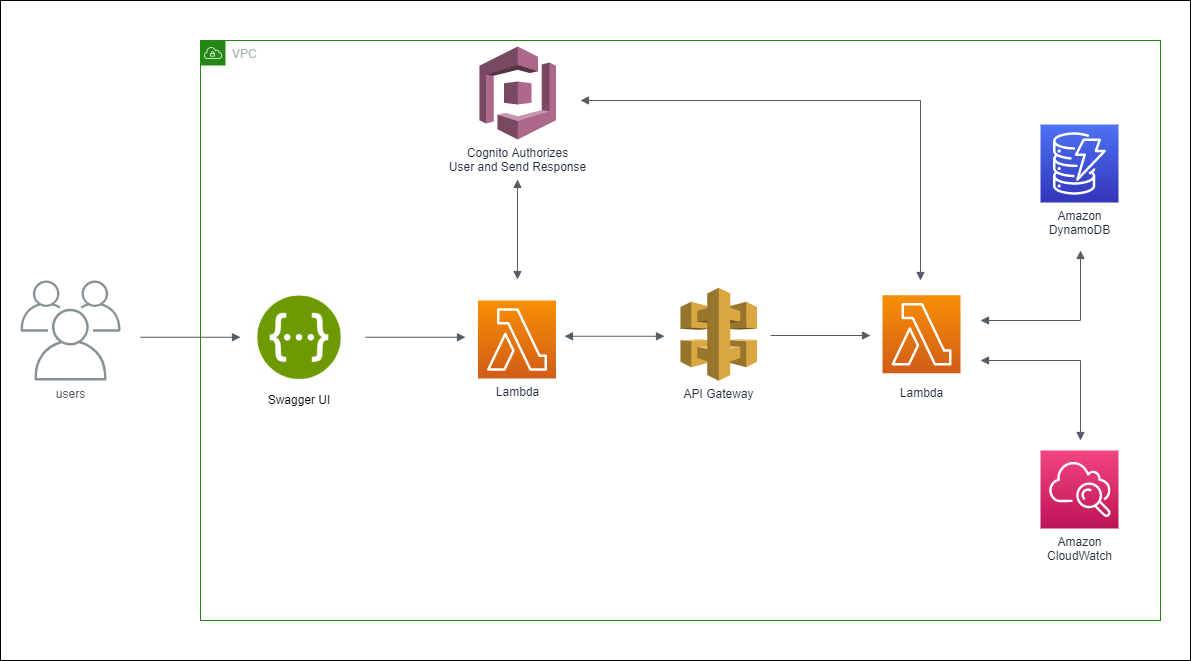 VPC
Cognito Authorizes
User and Send Response
Amazon
DynamoDB
users
Swagger UI
Lambda
API Gateway
Lambda
Amazon
CloudWatch